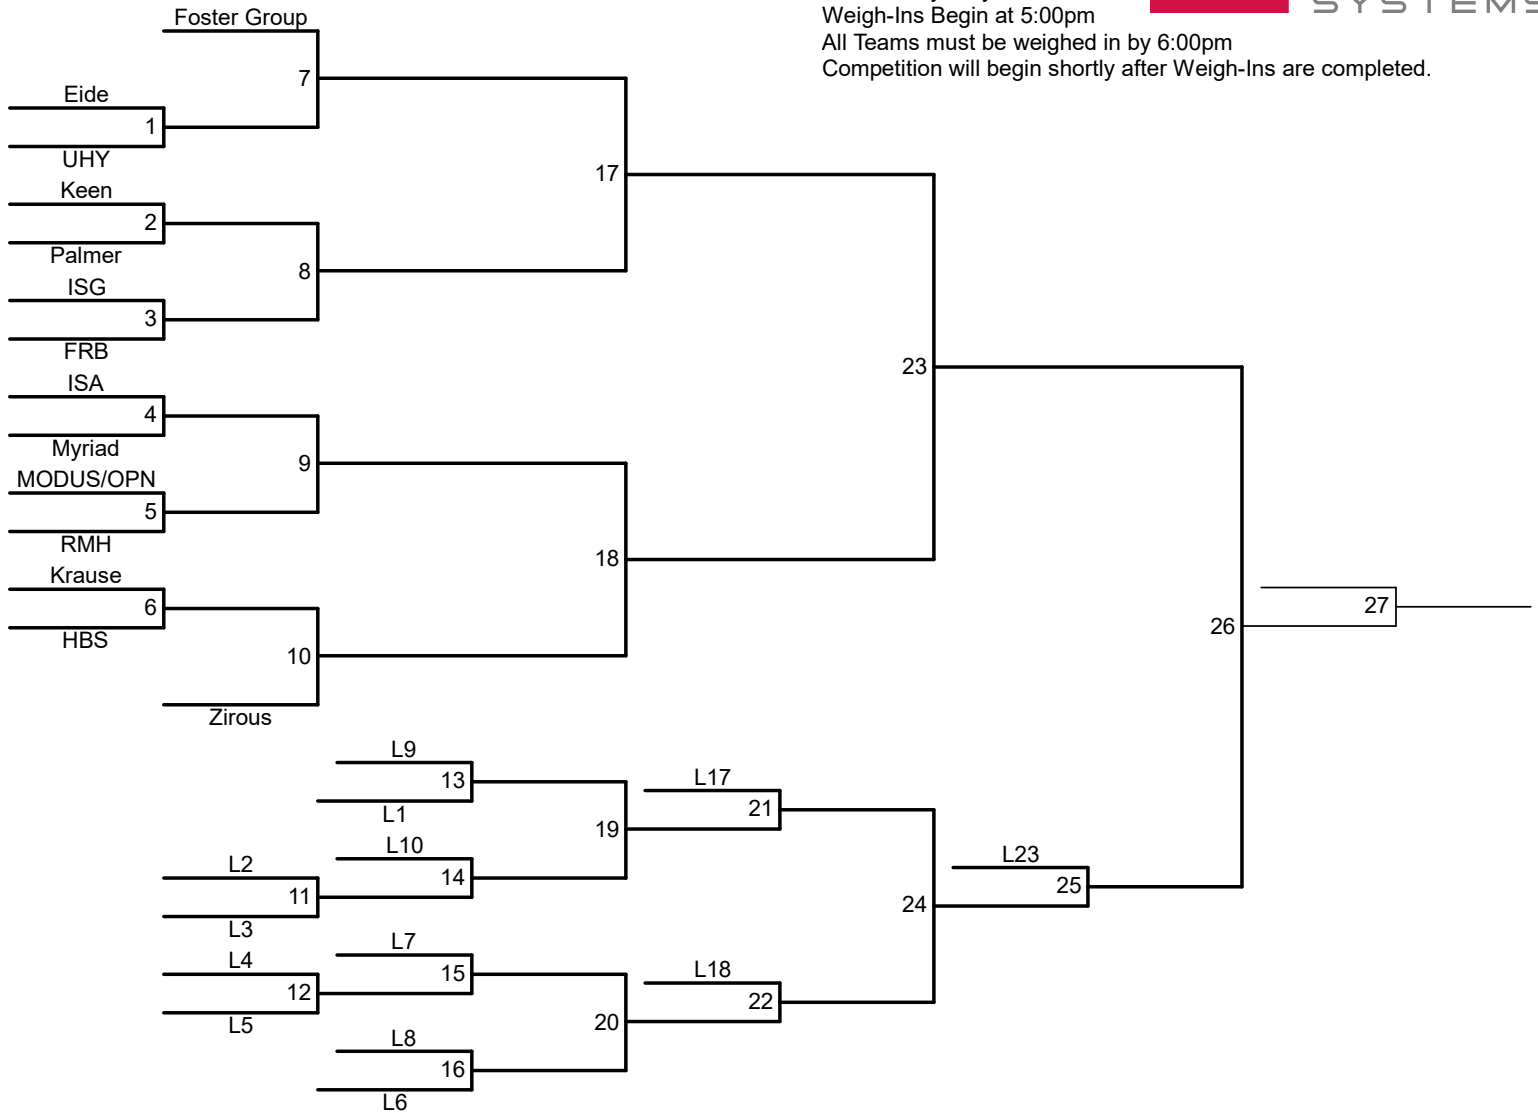 Foster Group
SYSTEMS
Weigh-Ins Begin at 5:00pm
All Teams must be weighed in by 6:00pm
Competition will begin shortly after Weigh-Ins are completed.
7
Eide
1
UHY
17
Keen
2
Palmer
8
ISG
3
FRB
23
ISA
4
Myriad
9
MODUS/OPN
5
RMH
18
Krause
6
HBS
27
26
10
Zirous
L9
13
L1
L17
21
19
L10
14
L2
11
L3
L23
25
24
L7
15
L4
12
L5
L18
22
20
L8
16
L6